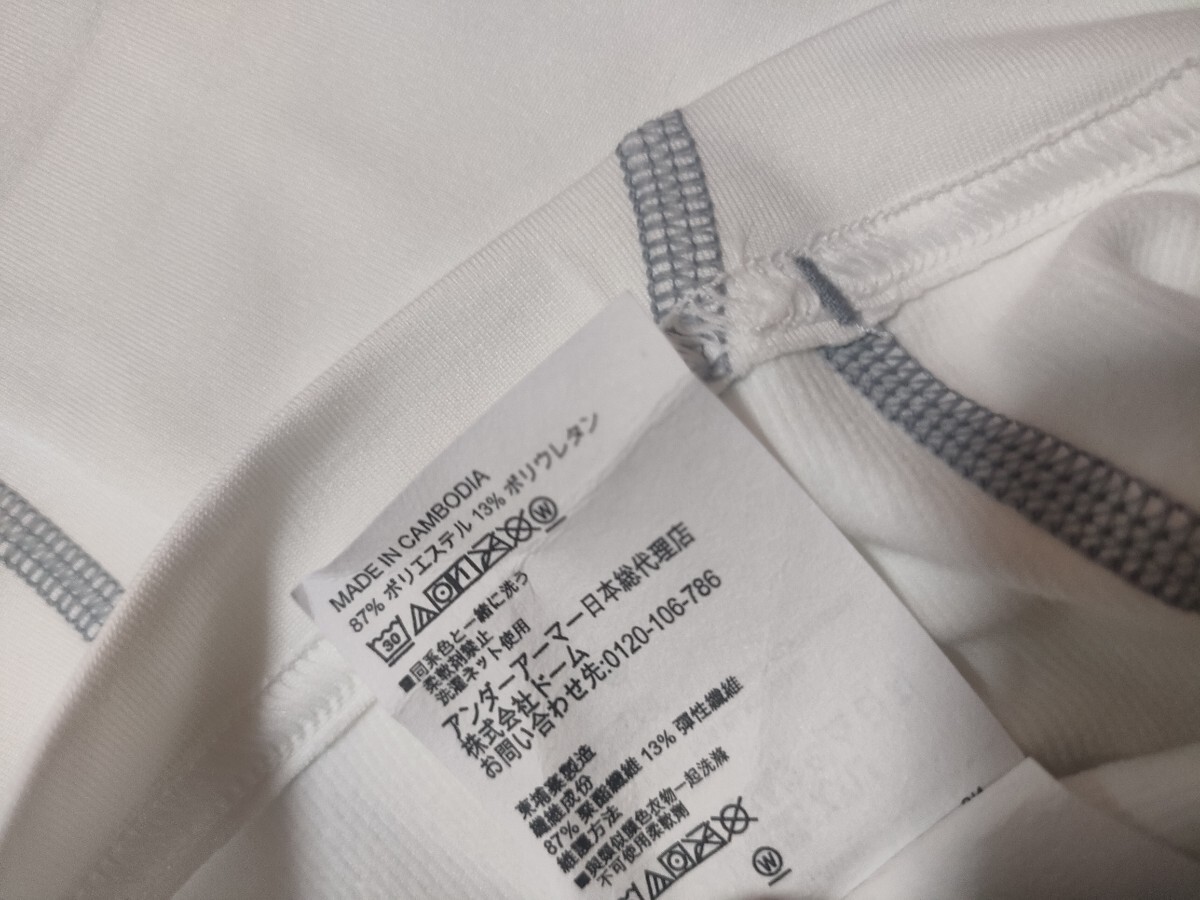 MADE IN CAMBODIA
87% ポリエステル 13% ポリウレタン
30 W
■同系色と一緒に洗う
柔軟剤禁止
洗濯ネット使用
アンダーアーマー日本総代理店
株式会社ドーム
お問い合わせ先:0120-106-786
柬埔寨製造
纖維成份
87% 聚酯纖維 13% 彈性纖維
維護方法
■與類似顏色衣物一起洗滌
不可使用柔軟劑
W